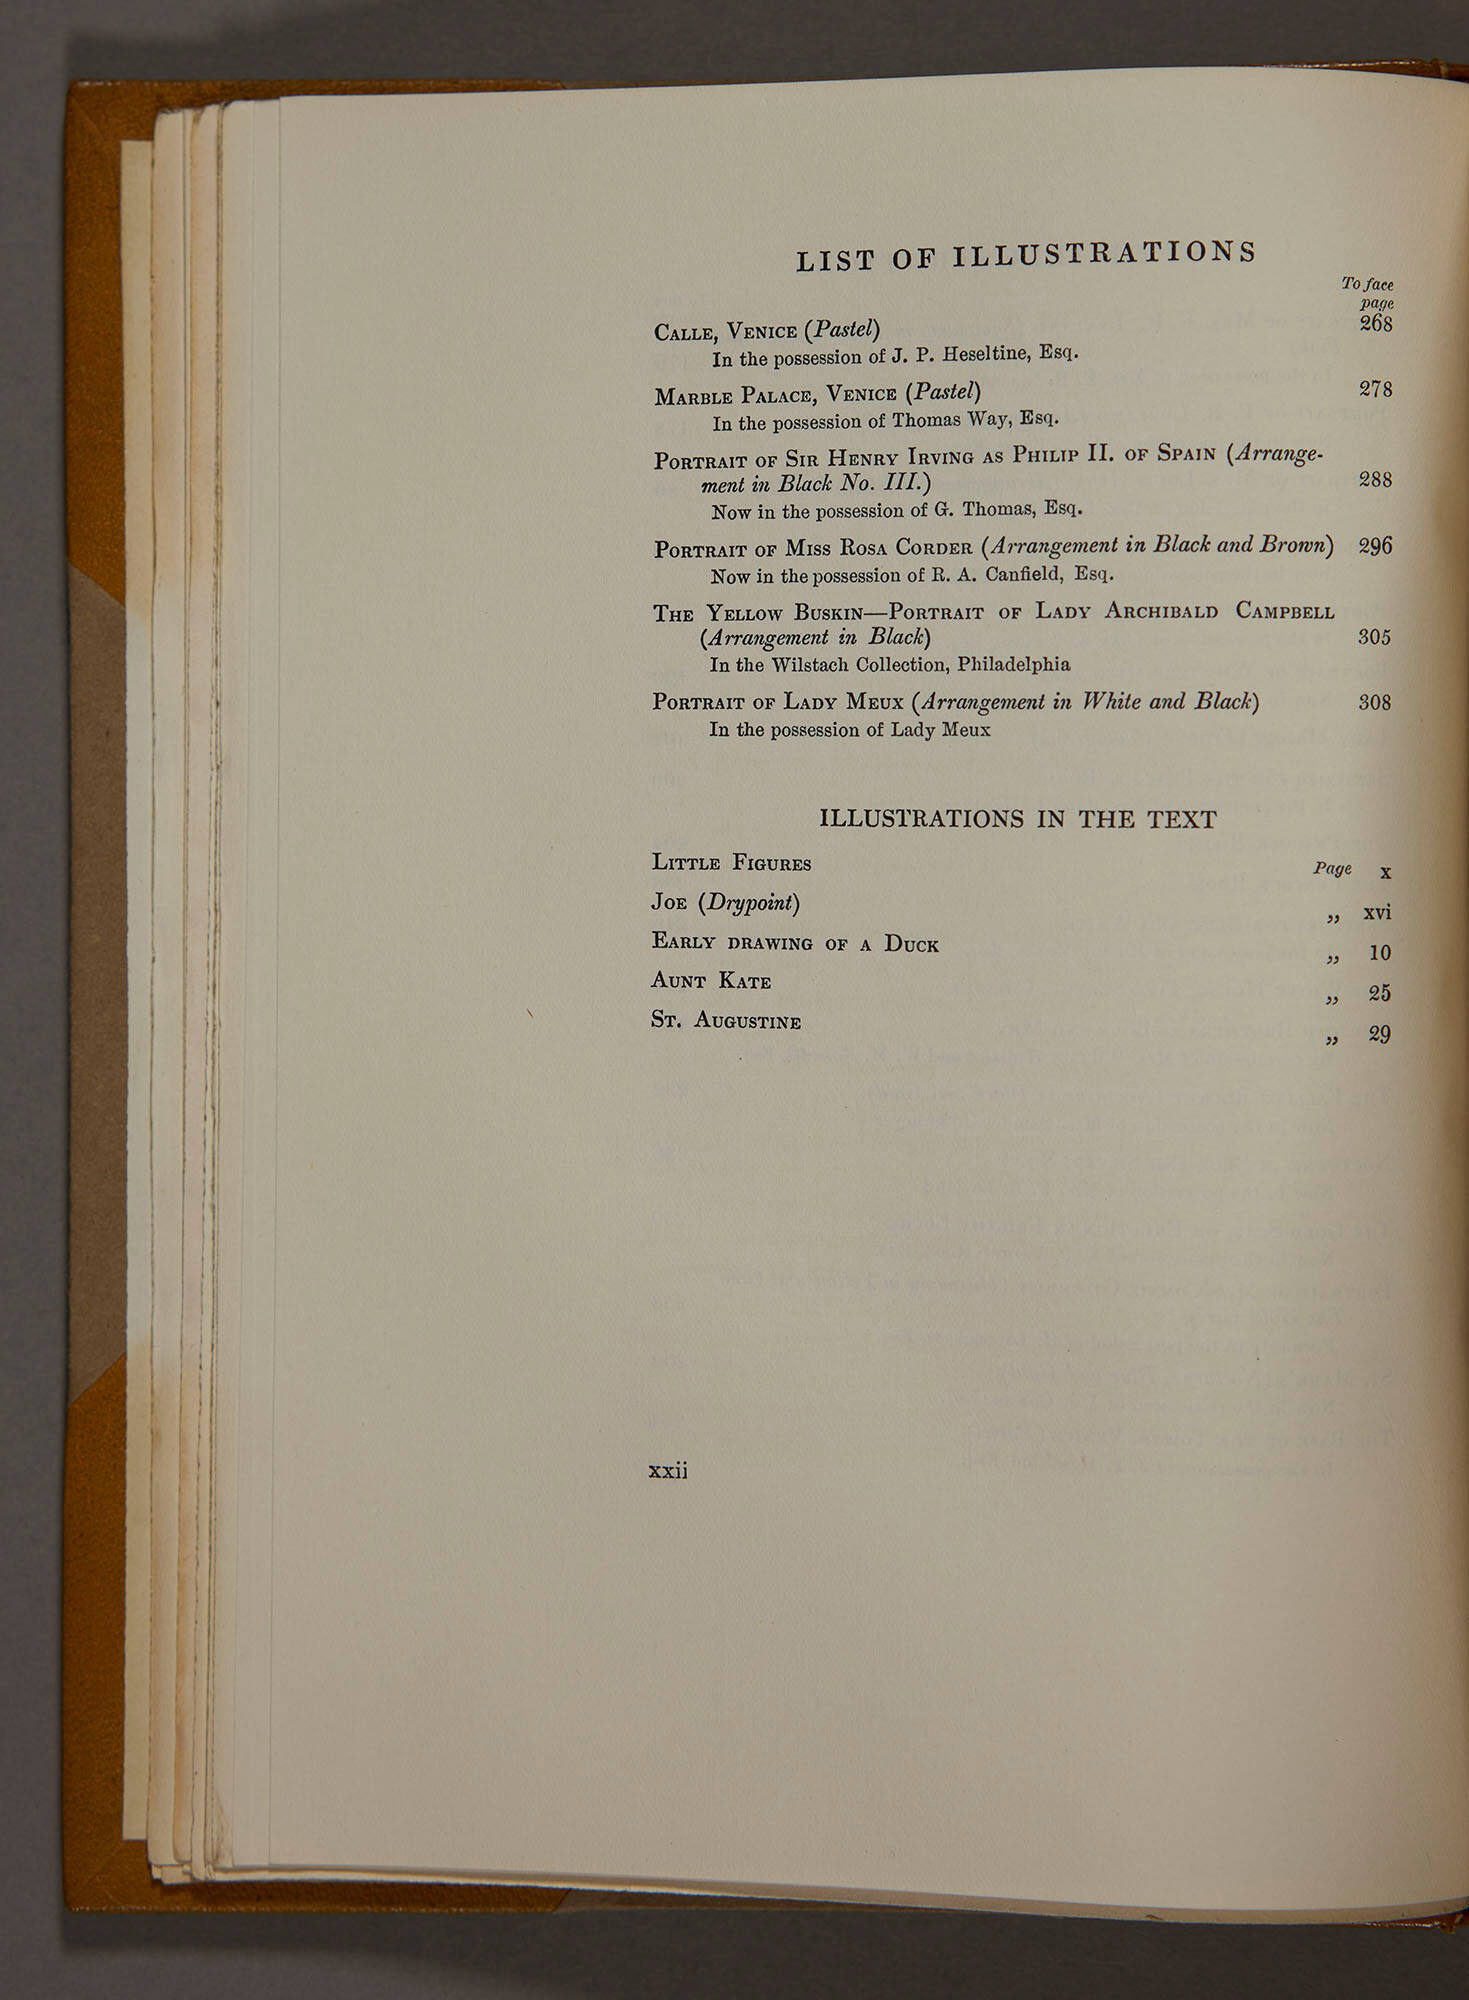 LIST OF ILLUSTRATIONS
To face
page
CALLE, VENICE (Pastel) 268
In the possession of J. P. Heseltine, Esq.
MARBLE PALACE, VENICE (Pastel) 278
In the possession of Thomas Way, Esq.
PORTRAIT OF SIR HENRY IRVING AS PHILIP II. OF SPAIN (Arrange-
ment in Black No. III.) 288
Now in the possession of G. Thomas, Esq.
PORTRAIT OF MISS ROSA CORDER (Arrangement in Black and Brown) 296
Now in the possession of R. A. Canfield, Esq.
THE YELLOW BUSKIN—PORTRAIT OF LADY ARCHIBALD CAMPBELL
(Arrangement in Black) 305
In the Wilstach Collection, Philadelphia
PORTRAIT OF LADY MEUX (Arrangement in White and Black) 308
In the possession of Lady Meux
ILLUSTRATIONS IN THE TEXT
LITTLE FIGURES Page x
JOE (Drypoint) „ xvi
EARLY DRAWING OF A DUCK „ 10
AUNT KATE „ 25
ST. AUGUSTINE „ 29
xxii